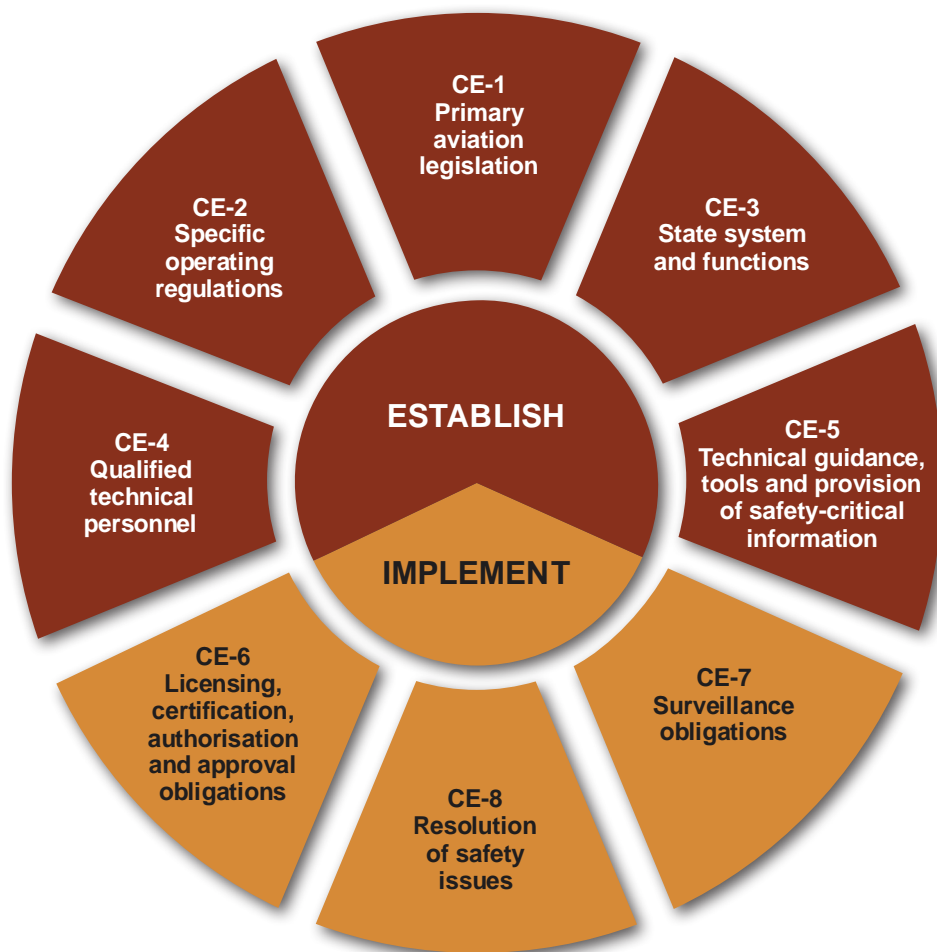 CE-1
Primary
aviation
legislation
CE-2
Specific
operating
regulations
CE-3
State system
and functions
CE-4
Qualified
technical
personnel
ESTABLISH
CE-5
Technical guidance,
tools and provision
of safety-critical
information
IMPLEMENT
CE-6
Licensing,
certification,
authorisation
and approval
obligations
CE-7
Surveillance
obligations
CE-8
Resolution
of safety
issues